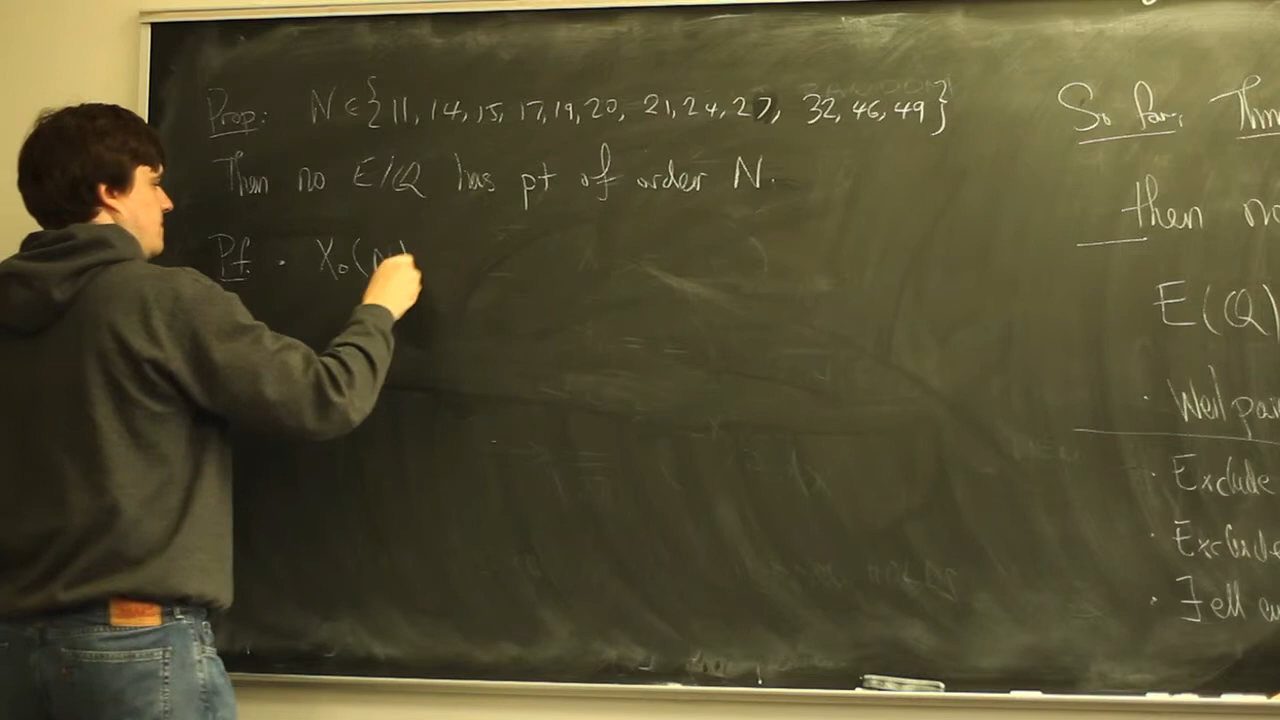 Prop: N ∈ {11, 14, 15, 17, 19, 20, 21, 24, 27, 32, 46, 49}
Then no E/Q has pt of order N.
Pf. · X₀(N)
So far, Thm
then no
E(Q)
· Weil pai
· Exclude
· Exclude
· ∃ ell cu